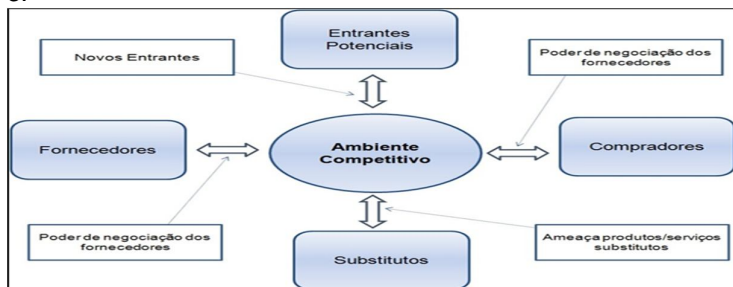 Entrantes
Potenciais
Novos Entrantes
Poder de negociação dos
fornecedores
Fornecedores
Ambiente
Competitivo
Compradores
Poder de negociação dos
fornecedores
Substitutos
Ameaça produtos/serviços
substitutos